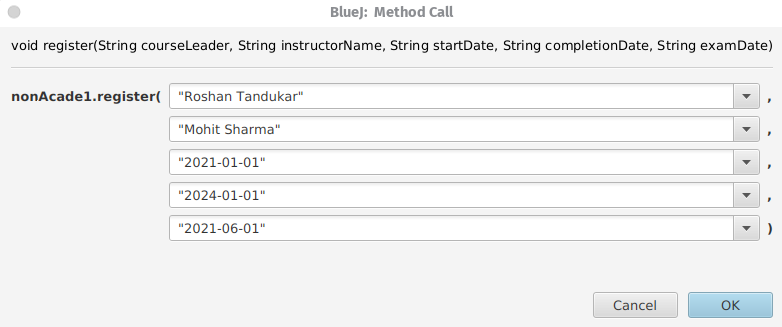 BlueJ: Method Call
void register(String courseLeader, String instructorName, String startDate, String completionDate, String examDate)
nonAcade1.register( "Roshan Tandukar" ,
"Mohit Sharma" ,
"2021-01-01" ,
"2024-01-01" ,
"2021-06-01" )
Cancel OK